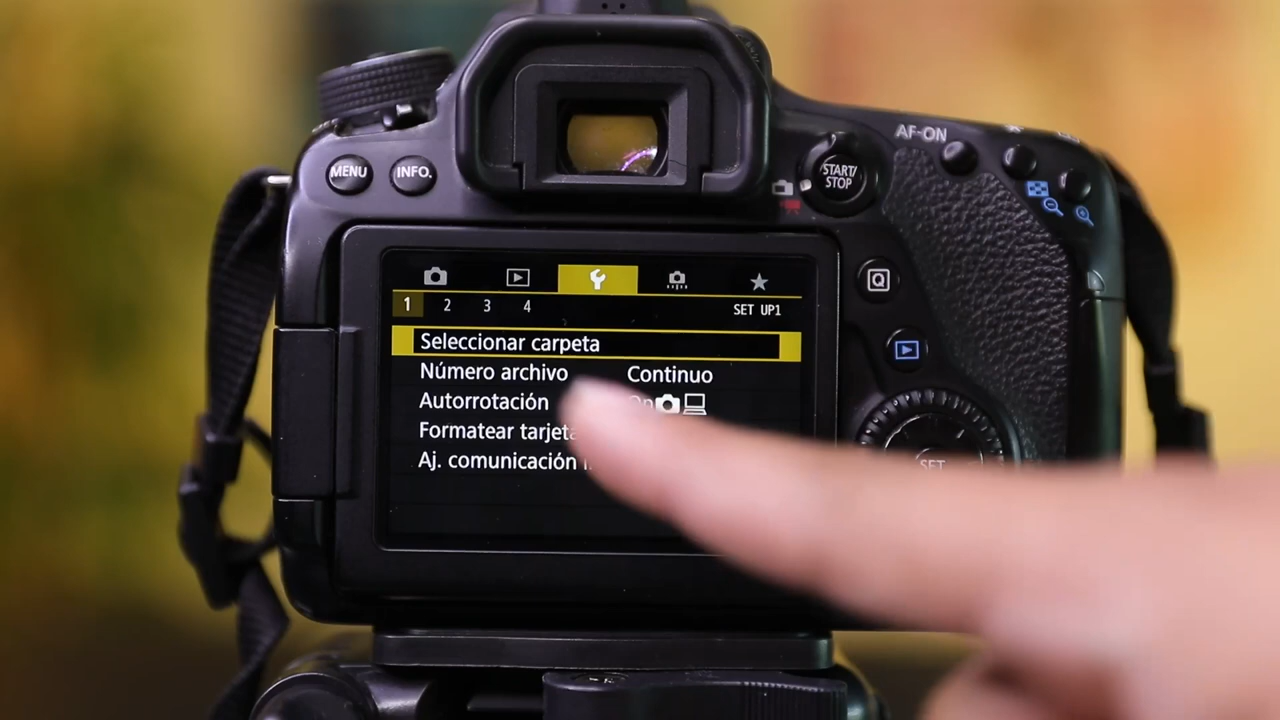 AF-ON
MENU
INFO.
START/
STOP
Q
1 2 3 4
SET UP1
Seleccionar carpeta
Número archivo Continuo
Autorrotación On
Formatear tarjeta
Aj. comunicación
SET